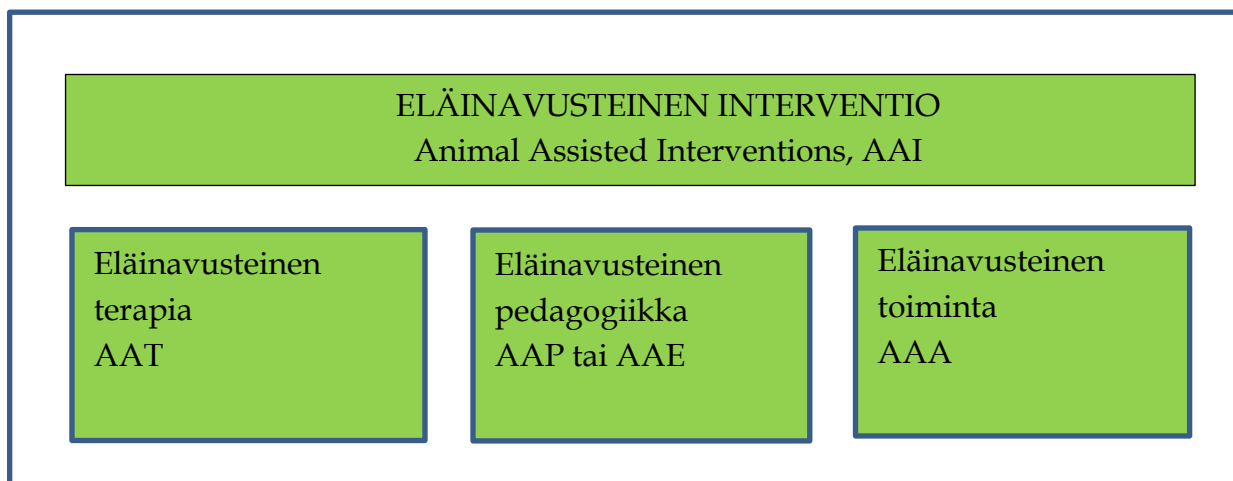 ELÄINAVUSTEINEN INTERVENTIO
Animal Assisted Interventions, AAI
Eläinavusteinen
terapia
AAT
Eläinavusteinen
pedagogiikka
AAP tai AAE
Eläinavusteinen
toiminta
AAA